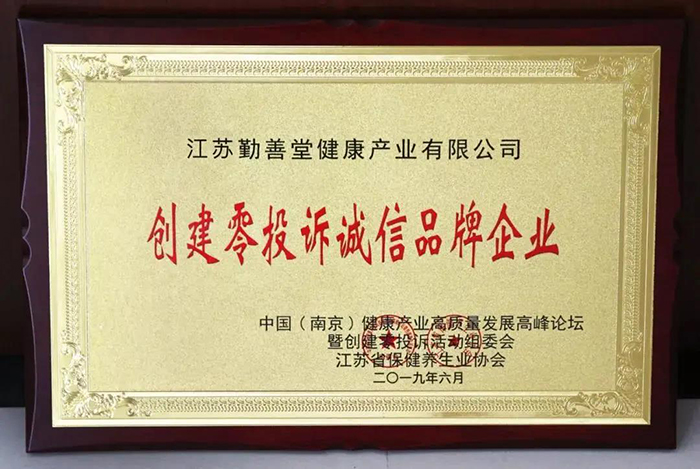 江苏勤善堂健康产业有限公司
创建零投诉诚信品牌企业
中国（南京）健康产业高质量发展高峰论坛
暨创建零投诉活动组委会
江苏省保健养生业协会
二〇一九年六月